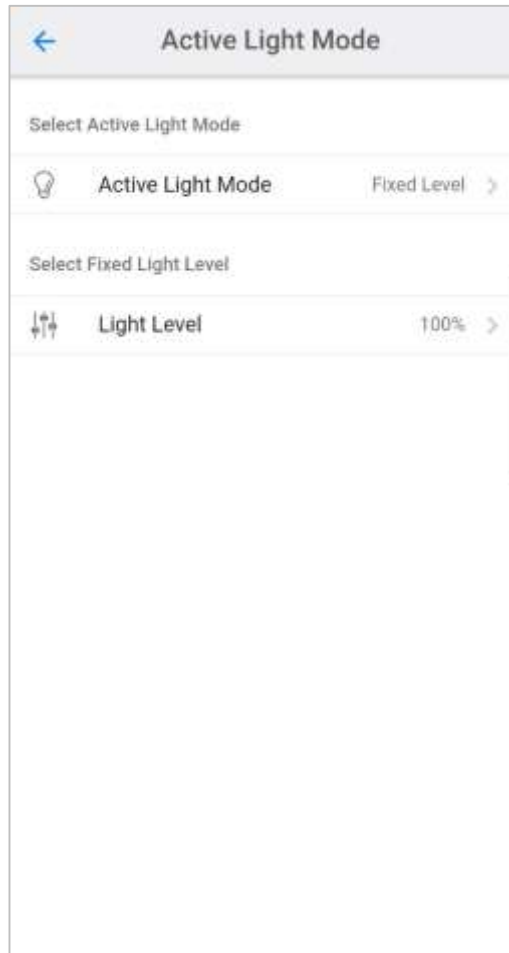 Active Light Mode
Select Active Light Mode
Active Light Mode Fixed Level
Select Fixed Light Level
Light Level 100%